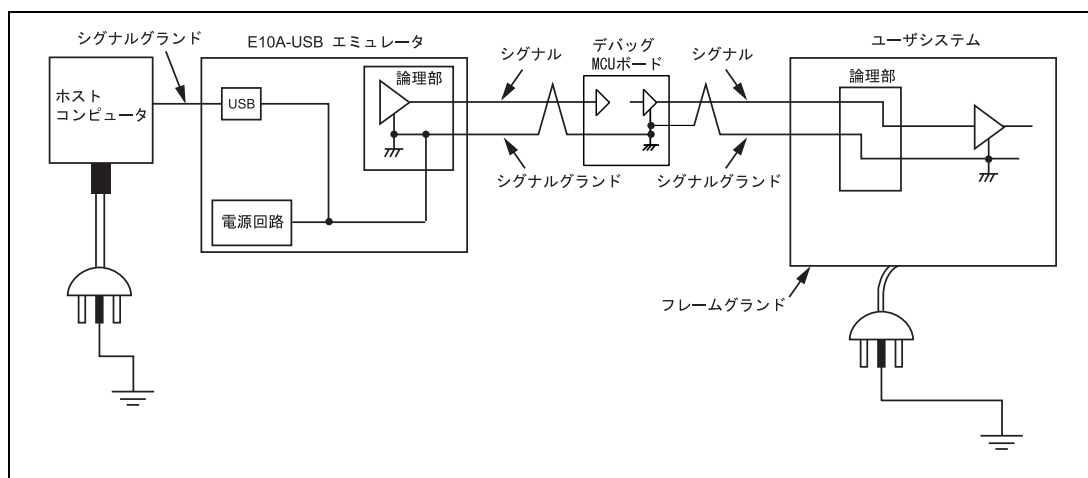 シグナルグランド
ホスト
コンピュータ
E10A-USB エミュレータ
USB
論理部
電源回路
シグナル
シグナルグランド
デバッグ
MCUボード
シグナル
シグナルグランド
ユーザシステム
論理部
フレームグランド